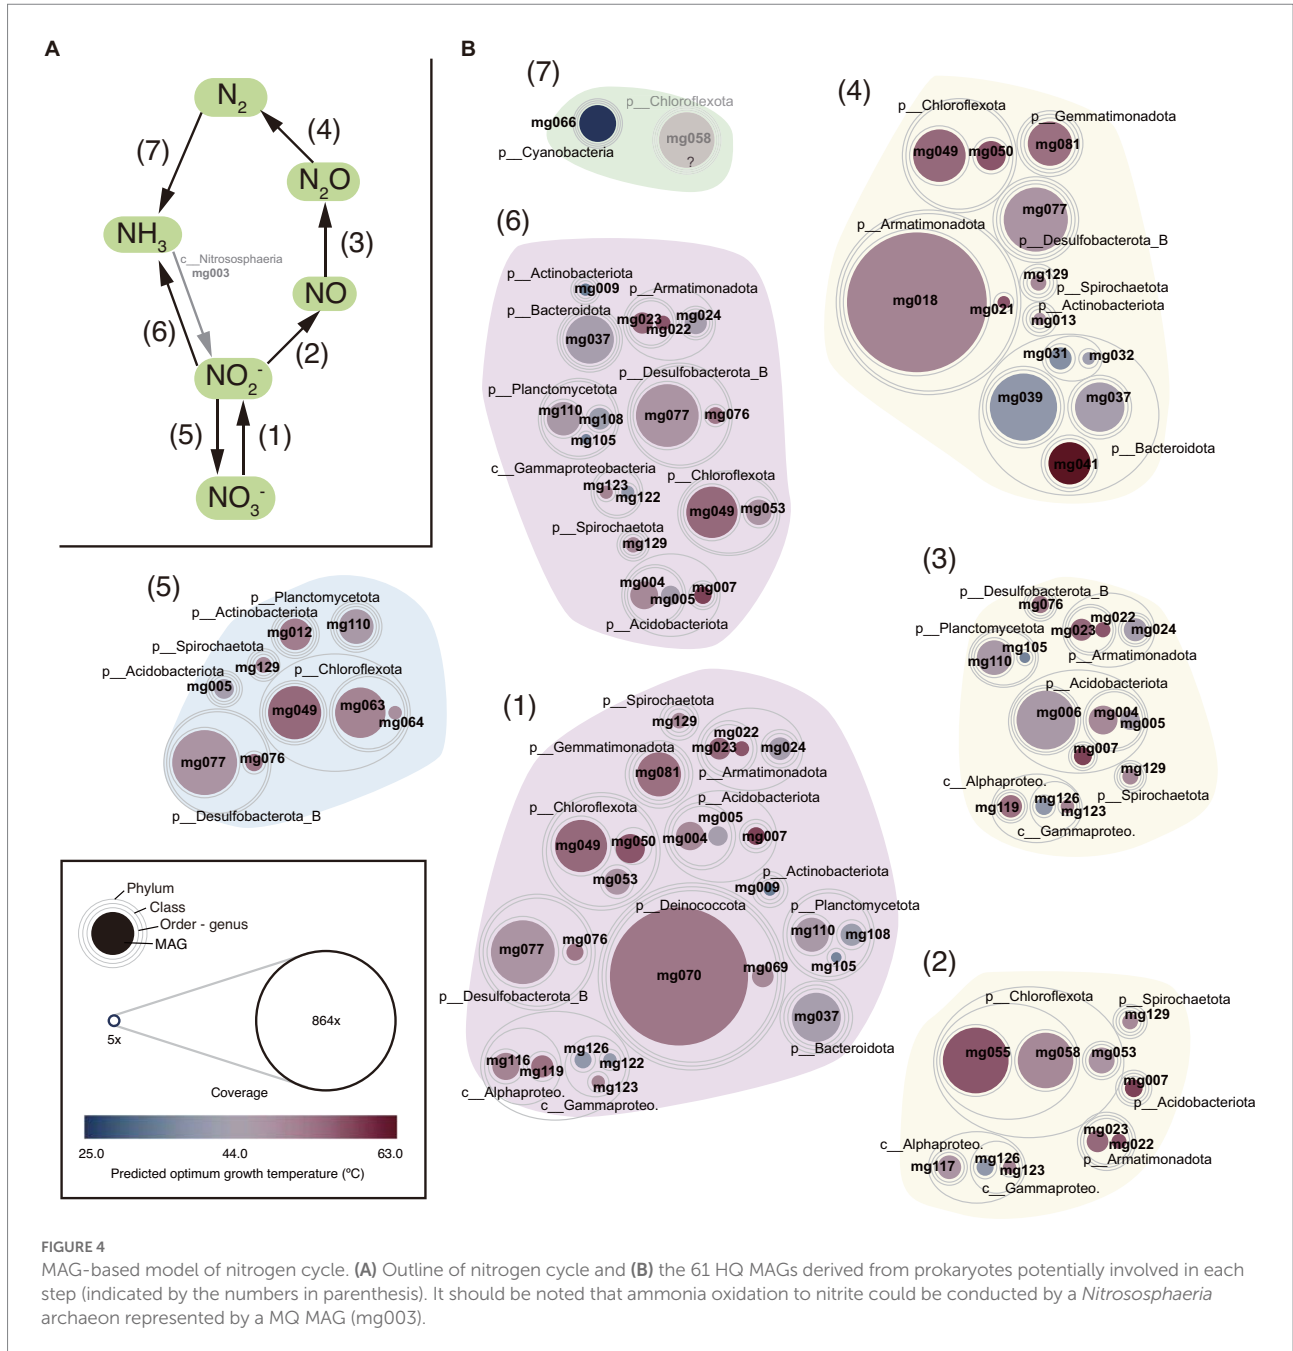 A
N2
(7)
(4)
N2O
NH3
c__Nitrososphaeria
mg003
(3)
NO
(6)
(2)
NO2-
(5)
(1)
NO3-
B
(7)
p__Chloroflexota
mg066
mg058
?
p__Cyanobacteria
(6)
p__Actinobacteriota
mg009
p__Armatimonadota
p__Bacteroidota
mg023
mg024
mg022
mg037
p__Desulfobacterota_B
p__Planctomycetota
mg110
mg108
mg077
mg076
mg105
c__Gammaproteobacteria
p__Chloroflexota
mg123
mg122
mg049
mg053
p__Spirochaetota
mg129
mg004
mg007
mg005
p__Acidobacteriota
(4)
p__Chloroflexota
p__Gemmatimonadota
mg049
mg050
mg081
mg077
p__Armatimonadota
p__Desulfobacterota_B
mg129
p__Spirochaetota
mg018
mg021
p__Actinobacteriota
mg013
mg031
mg032
mg039
mg037
p__Bacteroidota
mg041
(3)
p__Desulfobacterota_B
mg076
mg022
p__Planctomycetota
mg023
mg024
mg105
mg110
p__Armatimonadota
p__Acidobacteriota
mg006
mg004
mg005
mg007
mg129
c__Alphaproteo.
p__Spirochaetota
mg119
mg126
mg123
c__Gammaproteo.
(5)
p__Planctomycetota
p__Actinobacteriota
mg012
mg110
p__Spirochaetota
mg129
p__Acidobacteriota
p__Chloroflexota
mg005
mg049
mg063
mg064
mg077
mg076
p__Desulfobacterota_B
(1)
p__Spirochaetota
mg129
mg022
p__Gemmatimonadota
mg023
mg024
mg081
p__Armatimonadota
p__Chloroflexota
p__Acidobacteriota
mg005
mg049
mg050
mg004
mg007
mg053
p__Actinobacteriota
mg009
p__Deinococcota
p__Planctomycetota
mg077
mg076
mg110
mg108
mg069
mg105
mg070
p__Desulfobacterota_B
mg037
p__Bacteroidota
mg116
mg126
mg122
mg119
mg123
c__Alphaproteo.
c__Gammaproteo.
(2)
p__Chloroflexota
p__Spirochaetota
mg129
mg055
mg058
mg053
mg007
p__Acidobacteriota
mg023
c__Alphaproteo.
mg022
mg126
p__Armatimonadota
mg117
mg123
c__Gammaproteo.
Phylum
Class
Order - genus
MAG
5x
864x
Coverage
25.0
44.0
63.0
Predicted optimum growth temperature (ºC)
FIGURE 4
MAG-based model of nitrogen cycle. (A) Outline of nitrogen cycle and (B) the 61 HQ MAGs derived from prokaryotes potentially involved in each
step (indicated by the numbers in parenthesis). It should be noted that ammonia oxidation to nitrite could be conducted by a Nitrososphaeria
archaeon represented by a MQ MAG (mg003).